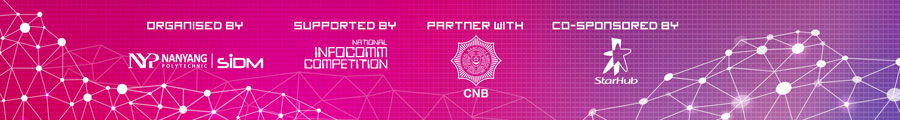 ORGANISED BY
NYP NANYANG POLYTECHNIC | SIDM
SUPPORTED BY
NATIONAL
INFOCOMM
COMPETITION
PARTNER WITH
CNB
CO-SPONSORED BY
StarHub